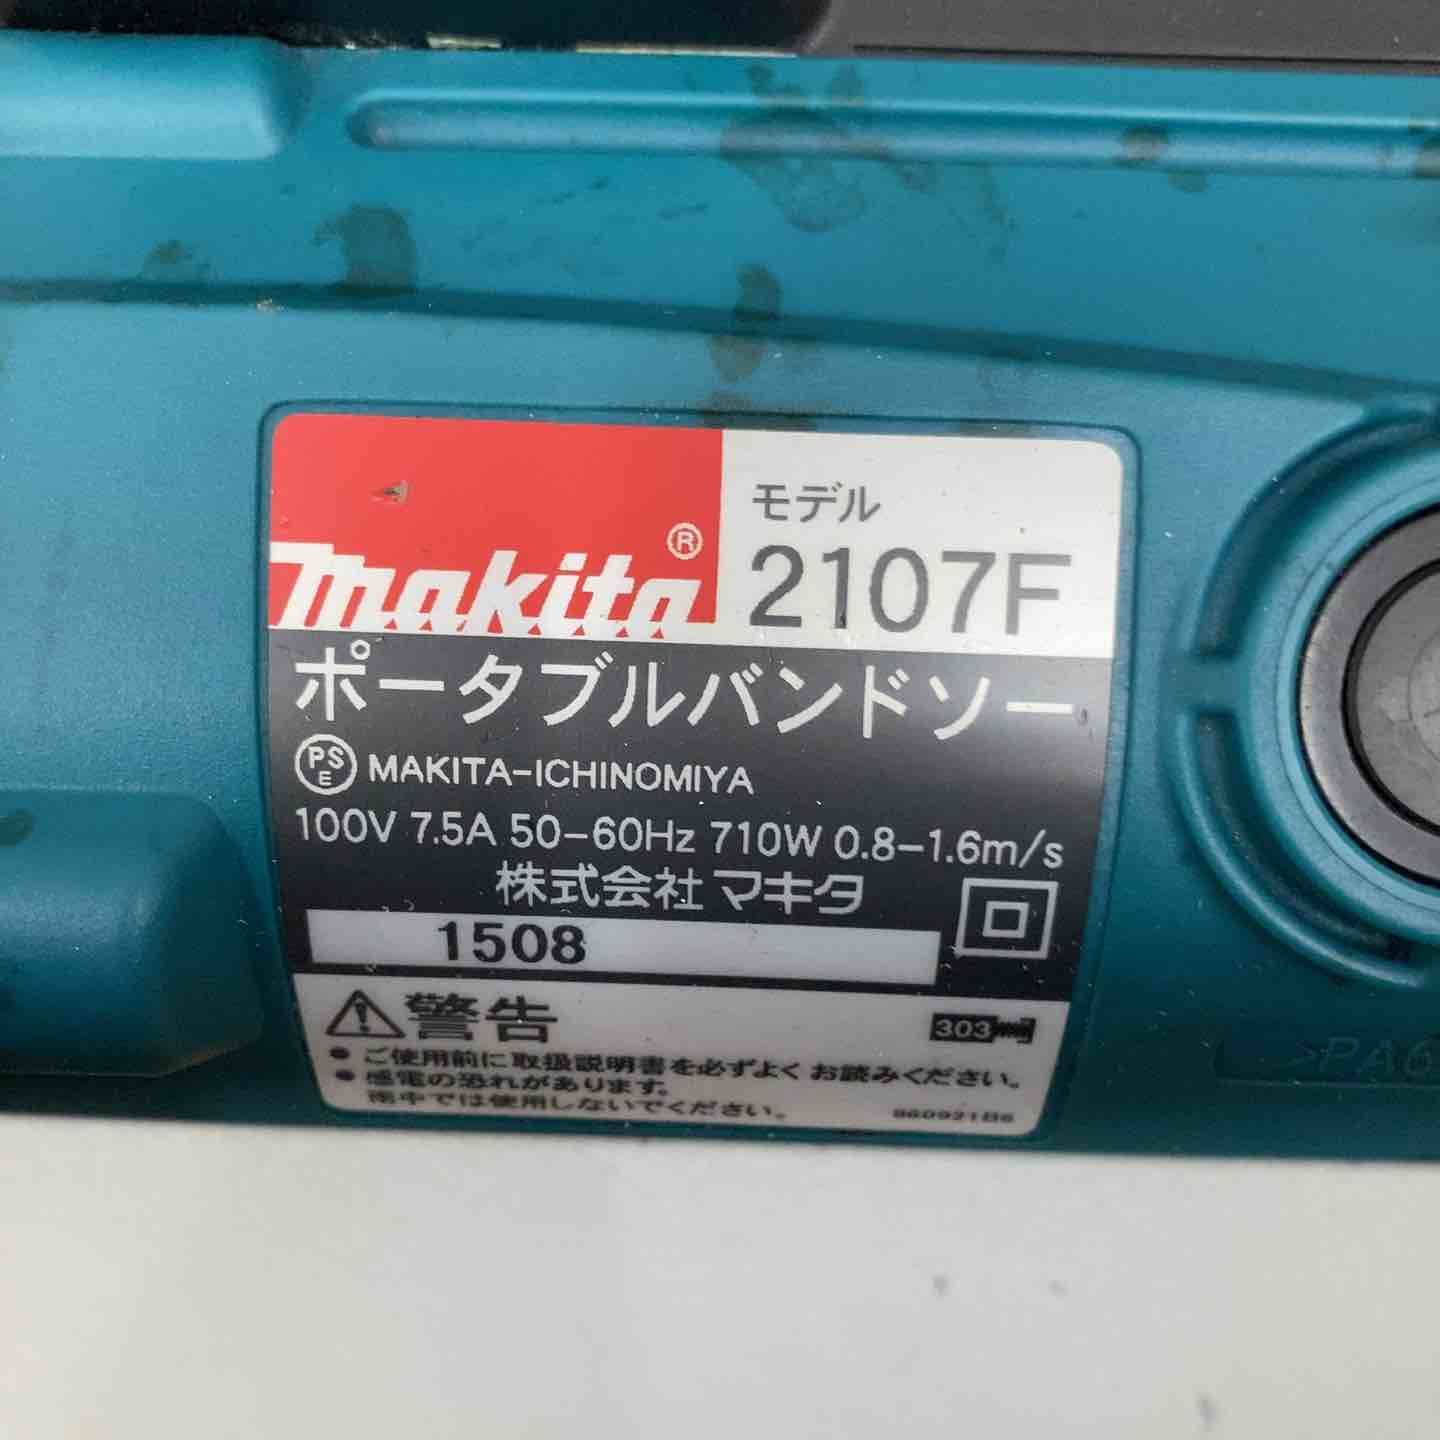 makita®
モデル
2107F
ポータブルバンドソー
PSE MAKITA-ICHINOMIYA
100V 7.5A 50-60Hz 710W 0.8-1.6m/s
株式会社マキタ
1508
警告
303
● ご使用前に取扱説明書を必ずよくお読みください。
● 感電の恐れがあります。
雨中では使用しないでください。
860921B6
>PA6